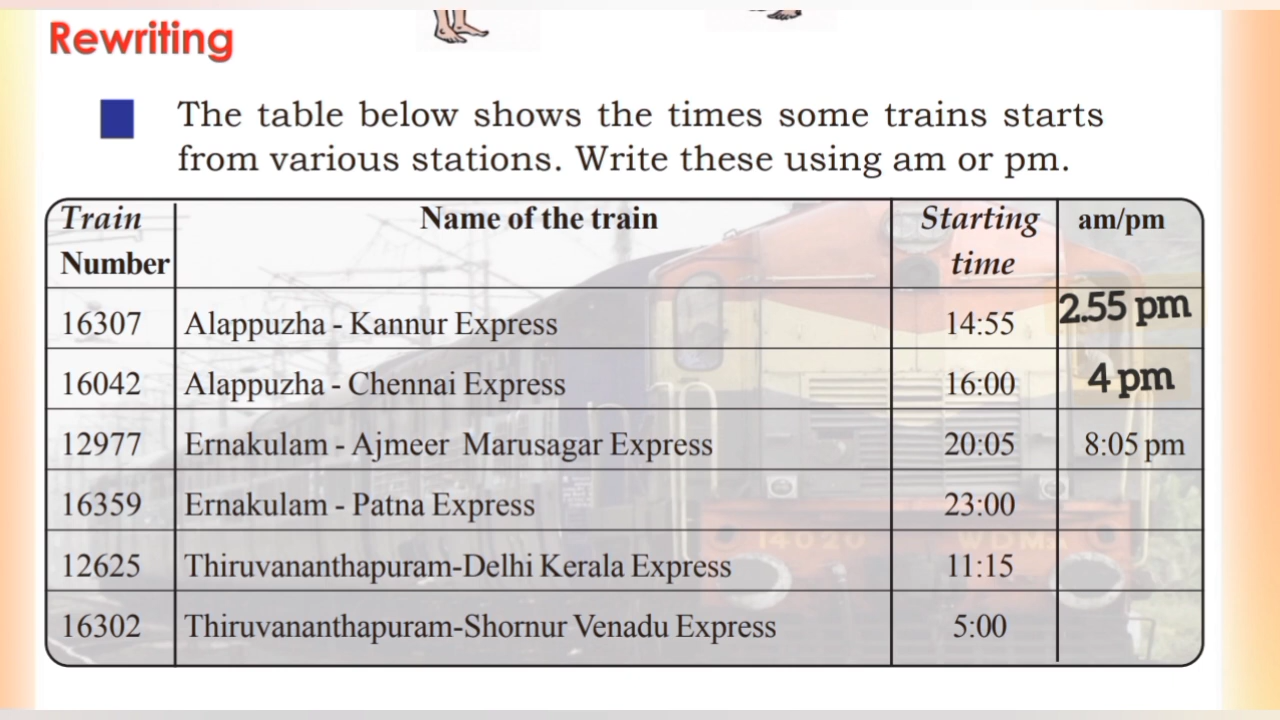 Rewriting
The table below shows the times some trains starts
from various stations. Write these using am or pm.
Train Number Name of the train Starting time am/pm
16307 Alappuzha - Kannur Express 14:55 2.55 pm
16042 Alappuzha - Chennai Express 16:00 4 pm
12977 Ernakulam - Ajmeer Marusagar Express 20:05 8:05 pm
16359 Ernakulam - Patna Express 23:00
14020 WDM
12625 Thiruvananthapuram-Delhi Kerala Express 11:15
16302 Thiruvananthapuram-Shornur Venadu Express 5:00